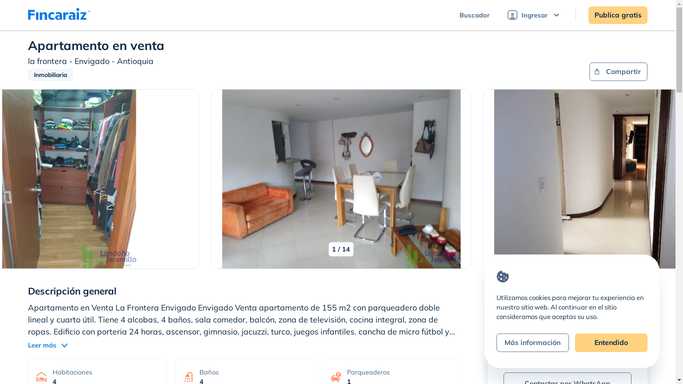 Fincaraiz
Buscador
Ingresar
Publica gratis
Apartamento en venta
la frontera - Envigado - Antioquia
Inmobiliaria
Compartir
1 / 14
Descripción general
Apartamento en Venta La Frontera Envigado Envigado Venta apartamento de 155 m2 con parqueadero doble
lineal y cuarto útil. Tiene 4 alcobas, 4 baños, sala comedor, balcón, zona de televisión, cocina integral, zona de
ropas. Edificio con porteria 24 horas, ascensor, gimnasio, jacuzzi, turco, juegos infantiles, cancha de micro fútbol y...
Leer más
Habitaciones
4
Baños
4
Parqueaderos
1
Utilizamos cookies para mejorar tu experiencia en
nuestro sitio web. Al continuar en el sitio
consideramos que aceptas su uso.
Más información
Entendido
Contactar por WhatsApp